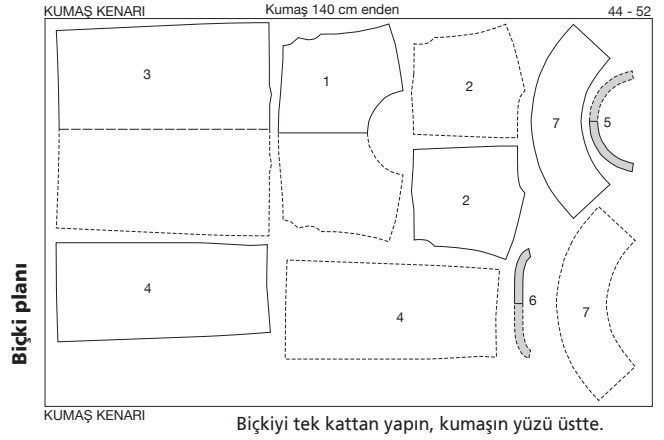 KUMAŞ KENARI Kumaş 140 cm enden 44 - 52
3
1
2
7
5
2
4
4
6
7
Biçki planı
KUMAŞ KENARI
Biçkiyi tek kattan yapın, kumaşın yüzü üstte.